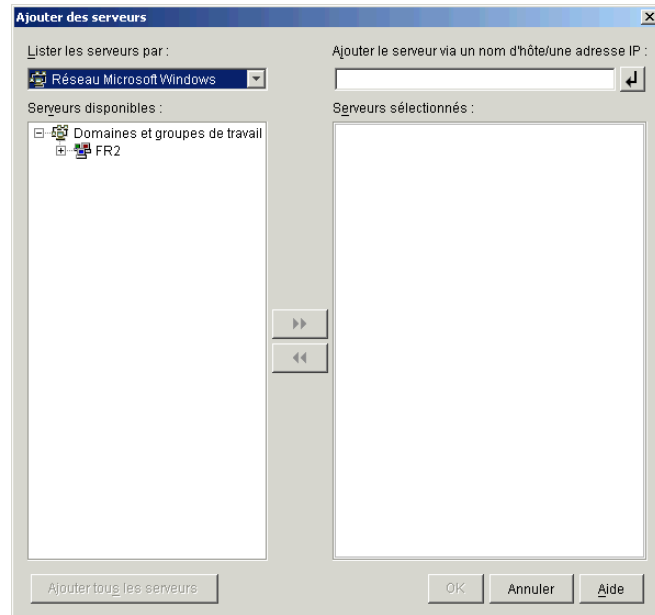 Ajouter des serveurs
Lister les serveurs par :
Réseau Microsoft Windows
Serveurs disponibles :
Domaines et groupes de travail
FR2
Ajouter le serveur via un nom d'hôte/une adresse IP :
Serveurs sélectionnés :
Ajouter tous les serveurs
OK
Annuler
Aide